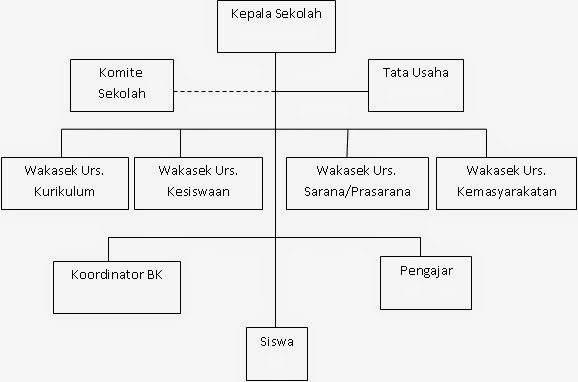 Kepala Sekolah
Komite
Sekolah
Tata Usaha
Wakasek Urs.
Kurikulum
Wakasek Urs.
Kesiswaan
Wakasek Urs.
Sarana/Prasarana
Wakasek Urs.
Kemasyarakatan
Koordinator BK
Pengajar
Siswa